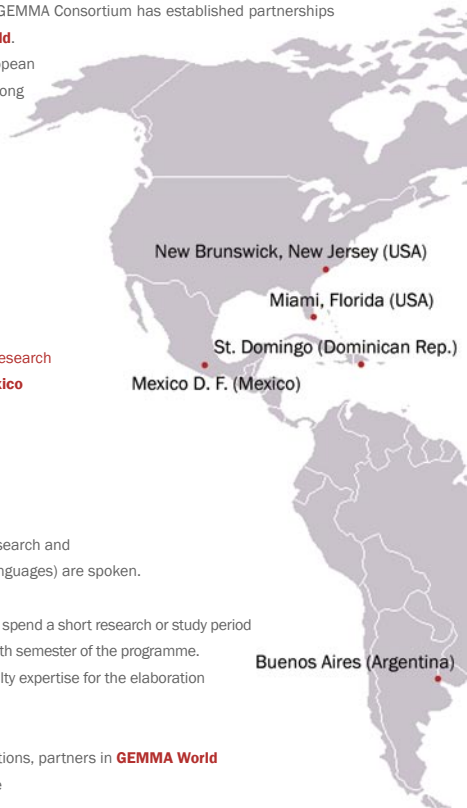 GEMMA Consortium has established partnerships
ld.
pean
ong
New Brunswick, New Jersey (USA)
Miami, Florida (USA)
St. Domingo (Dominican Rep.)
esearch
xico
Mexico D. F. (Mexico)
search and
nguages) are spoken.
spend a short research or study period
th semester of the programme.
Buenos Aires (Argentina)
lty expertise for the elaboration
tions, partners in GEMMA World
e